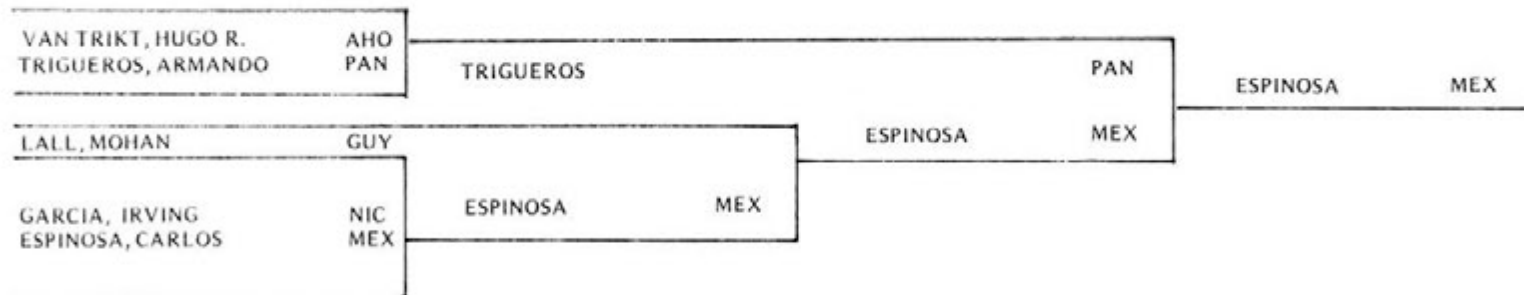 VAN TRIKT, HUGO R. AHO
TRIGUEROS, ARMANDO PAN
TRIGUEROS PAN
ESPINOSA MEX
LALL, MOHAN GUY
ESPINOSA MEX
GARCIA, IRVING NIC
ESPINOSA, CARLOS MEX
ESPINOSA MEX